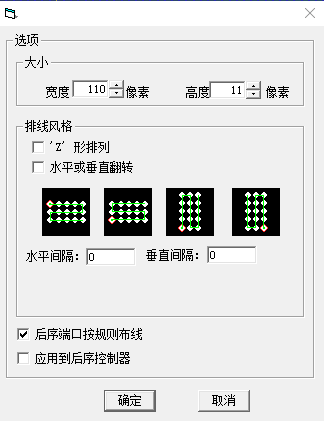 选项
大小
宽度 110 像素 高度 11 像素
排线风格
'Z' 形排列
水平或垂直翻转
水平间隔: 0 垂直间隔: 0
后序端口按规则布线
应用到后序控制器
确定 取消